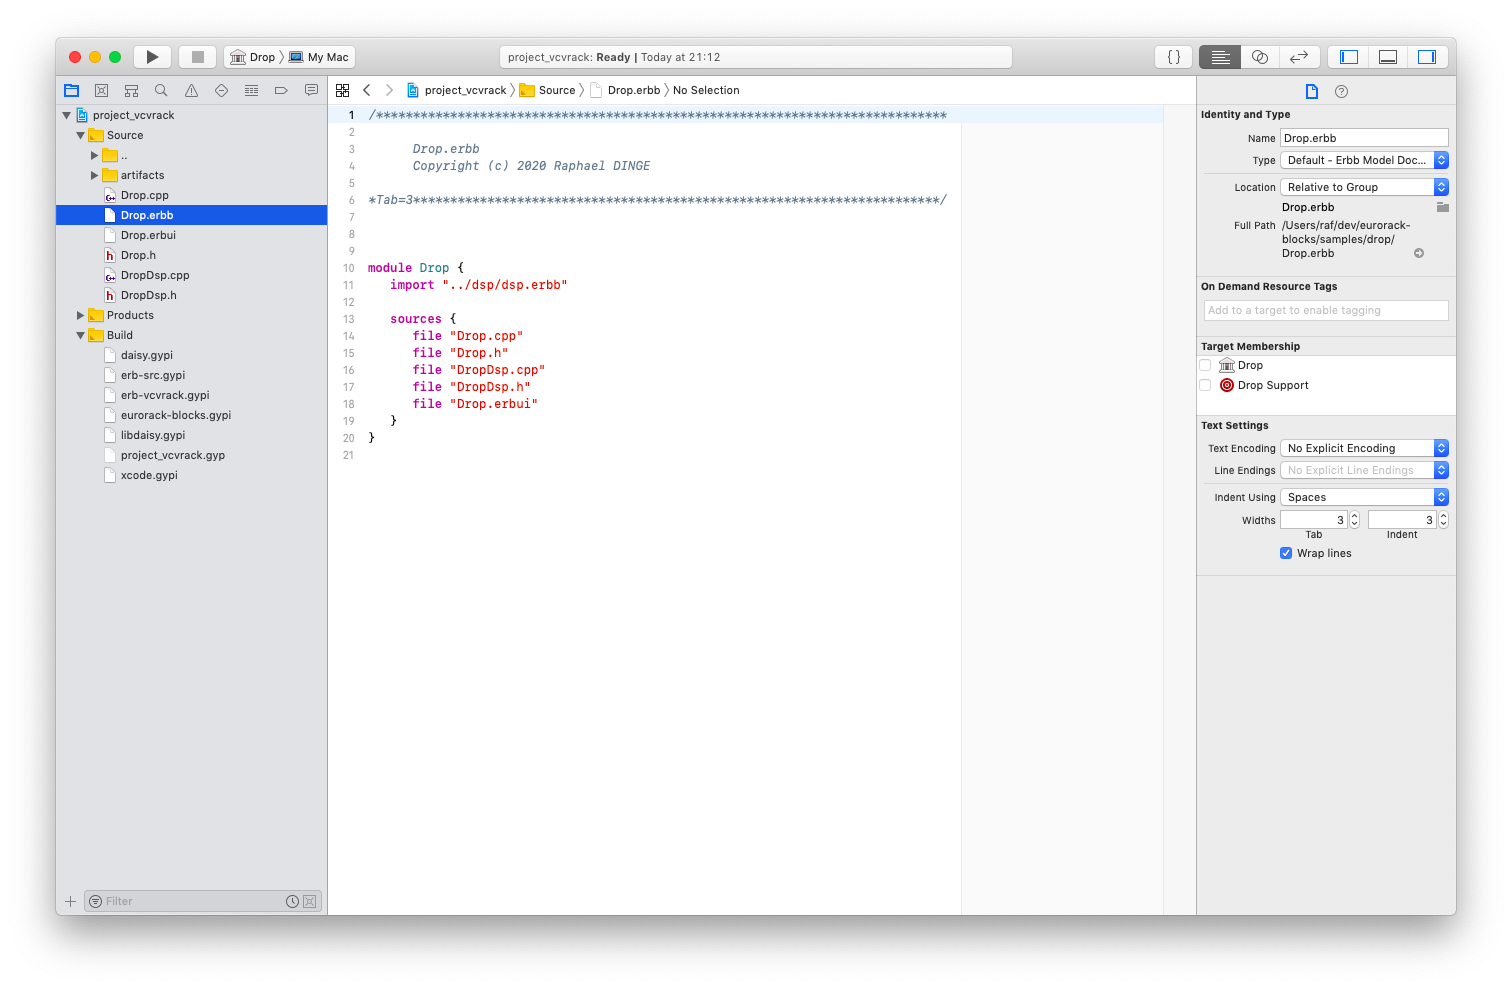 Drop 〉 My Mac
project_vcvrack: Ready | Today at 21:12
{ }
project_vcvrack 〉 Source 〉 Drop.erbb 〉 No Selection
project_vcvrack
Source
..
artifacts
Drop.cpp
Drop.erbb
Drop.erbui
Drop.h
DropDsp.cpp
DropDsp.h
Products
Build
daisy.gypi
erb-src.gypi
erb-vcvrack.gypi
eurorack-blocks.gypi
libdaisy.gypi
project_vcvrack.gyp
xcode.gypi
Filter
1 /*****************************************************************************
2
3       Drop.erbb
4       Copyright (c) 2020 Raphael DINGE
5
6 *Tab=3***********************************************************************/
7
8
9
10 module Drop {
11    import "../dsp/dsp.erbb"
12
13    sources {
14       file "Drop.cpp"
15       file "Drop.h"
16       file "DropDsp.cpp"
17       file "DropDsp.h"
18       file "Drop.erbui"
19    }
20 }
21
Identity and Type
Name Drop.erbb
Type Default - Erbb Model Doc...
Location Relative to Group
Drop.erbb
Full Path /Users/raf/dev/eurorack-
blocks/samples/drop/
Drop.erbb
On Demand Resource Tags
Add to a target to enable tagging
Target Membership
Drop
Drop Support
Text Settings
Text Encoding No Explicit Encoding
Line Endings No Explicit Line Endings
Indent Using Spaces
Widths 3 3
Tab Indent
Wrap lines